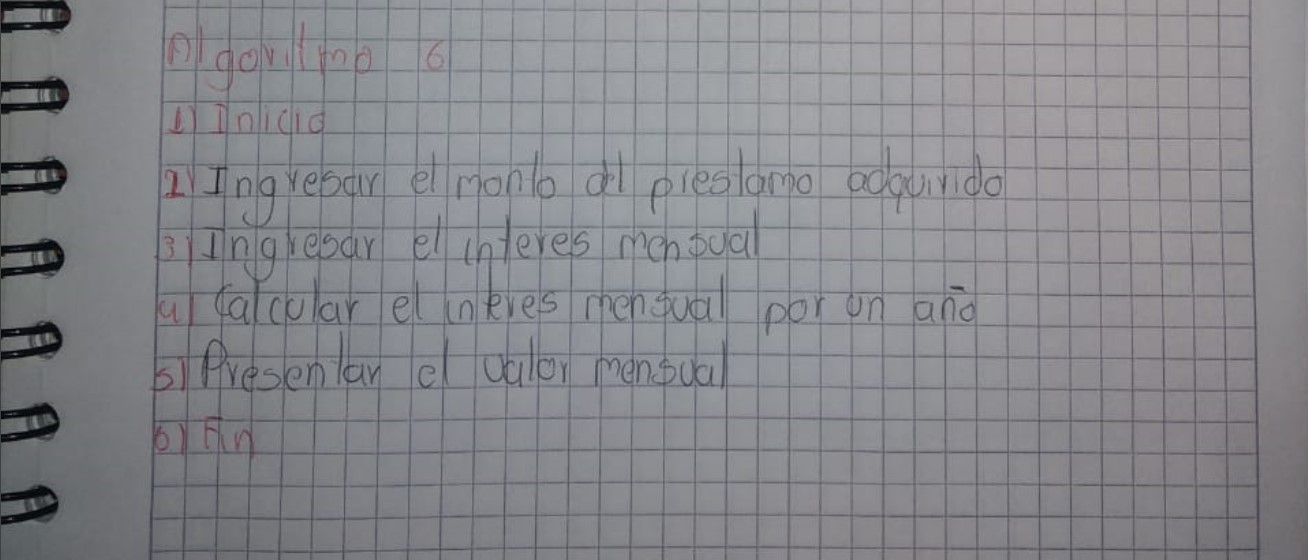 Algoritmo 6
1) Inicio
2) Ingresar el monto del prestamo adquirido
3) Ingresar el interes mensual
4) Calcular el interes mensual por un año
5) Presentar el valor mensual
6) Fin